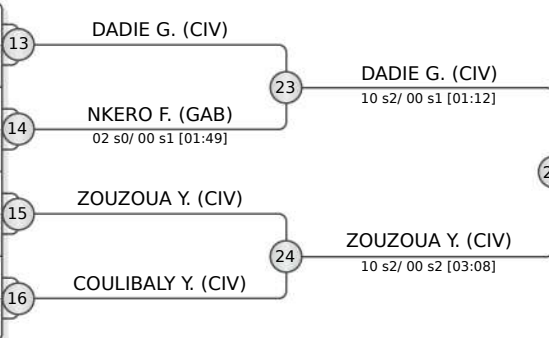 13
DADIE G. (CIV)
14
NKERO F. (GAB)
02 s0/ 00 s1 [01:49]
23
DADIE G. (CIV)
10 s2/ 00 s1 [01:12]
15
ZOUZOUA Y. (CIV)
16
COULIBALY Y. (CIV)
24
ZOUZOUA Y. (CIV)
10 s2/ 00 s2 [03:08]